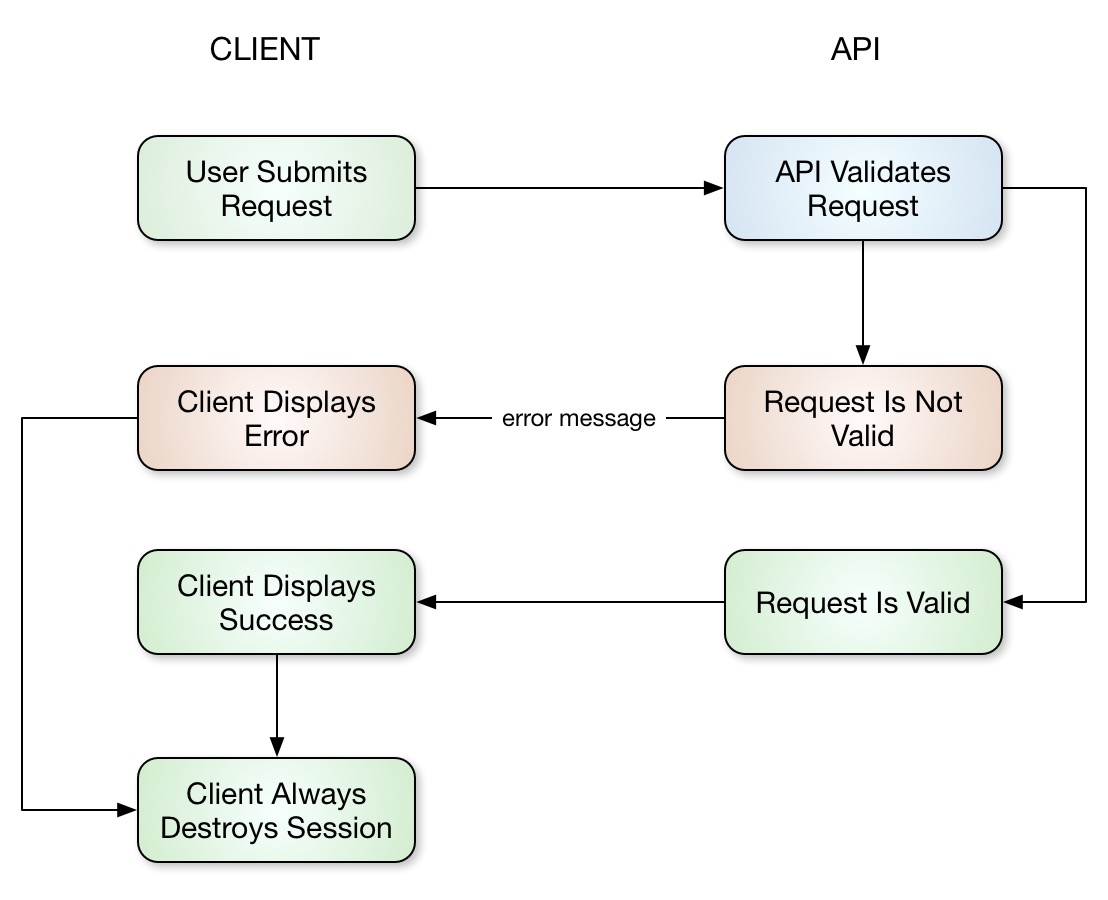 CLIENT
API
User Submits
Request
API Validates
Request
Client Displays
Error
error message
Request Is Not
Valid
Client Displays
Success
Request Is Valid
Client Always
Destroys Session